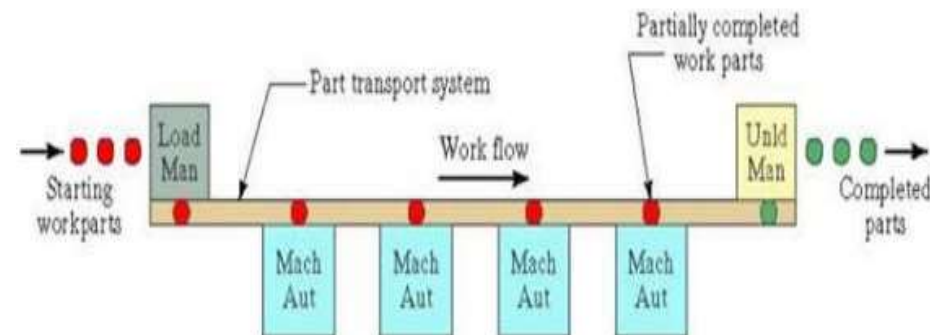 Partially completed
work parts
Part transport system
Load
Man
Work flow
Unld
Man
Starting
workparts
Completed
parts
Mach
Aut
Mach
Aut
Mach
Aut
Mach
Aut